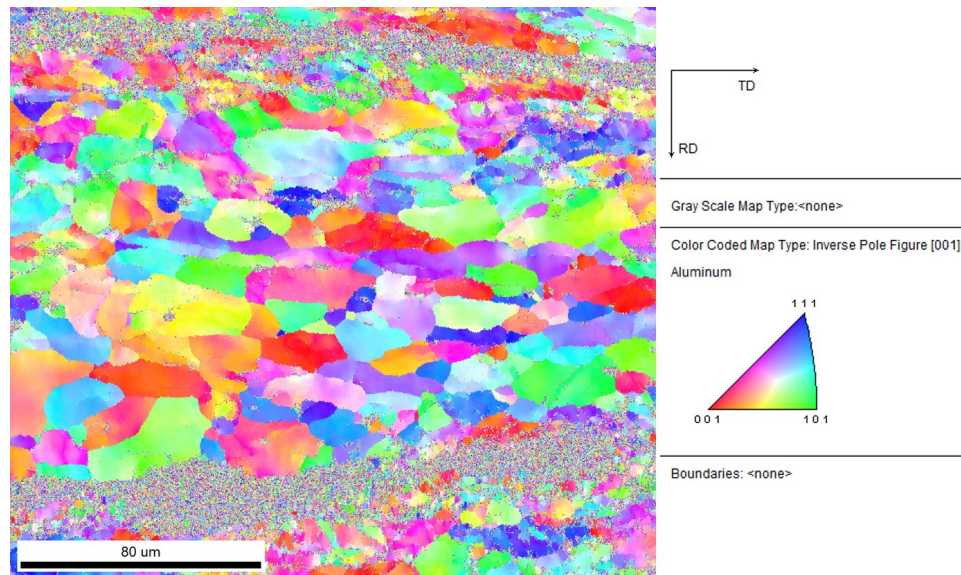 TD
RD
Gray Scale Map Type:<none>
Color Coded Map Type: Inverse Pole Figure [001]
Aluminum
1 1 1
0 0 1
1 0 1
Boundaries: <none>
80 um